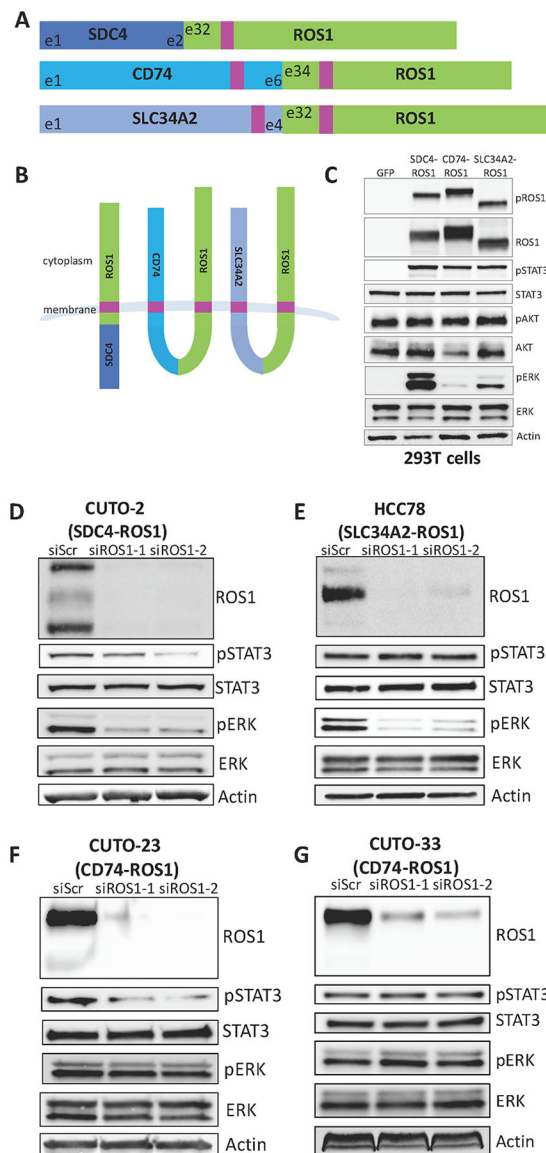 A
e1 SDC4 e2 e32 ROS1
e1 CD74 e6 e34 ROS1
e1 SLC34A2 e4 e32 ROS1
B
cytoplasm
membrane
ROS1
SDC4
CD74
ROS1
SLC34A2
ROS1
C
SDC4- CD74- SLC34A2-
GFP ROS1 ROS1 ROS1
pROS1
ROS1
pSTAT3
STAT3
pAKT
AKT
pERK
ERK
Actin
293T cells
D
CUTO-2
(SDC4-ROS1)
siScr siROS1-1 siROS1-2
ROS1
pSTAT3
STAT3
pERK
ERK
Actin
E
HCC78
(SLC34A2-ROS1)
siScr siROS1-1 siROS1-2
ROS1
pSTAT3
STAT3
pERK
ERK
Actin
F
CUTO-23
(CD74-ROS1)
siScr siROS1-1 siROS1-2
ROS1
pSTAT3
STAT3
pERK
ERK
Actin
G
CUTO-33
(CD74-ROS1)
siScr siROS1-1 siROS1-2
ROS1
pSTAT3
STAT3
pERK
ERK
Actin